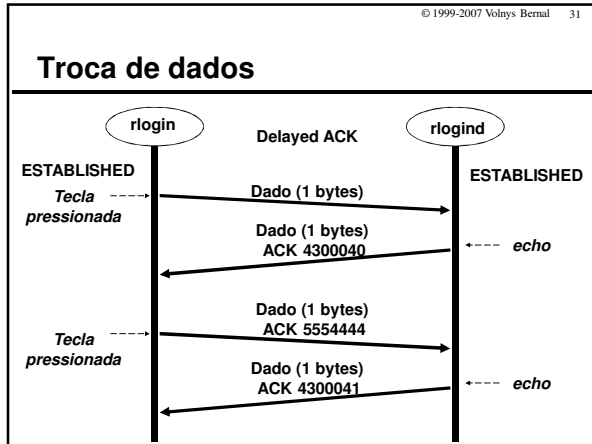 © 1999-2007 Volnys Bernal 31
Troca de dados
rlogin
Delayed ACK
rlogind
ESTABLISHED
ESTABLISHED
Tecla
pressionada
Dado (1 bytes)
Dado (1 bytes)
ACK 4300040
echo
Dado (1 bytes)
ACK 5554444
Tecla
pressionada
Dado (1 bytes)
ACK 4300041
echo